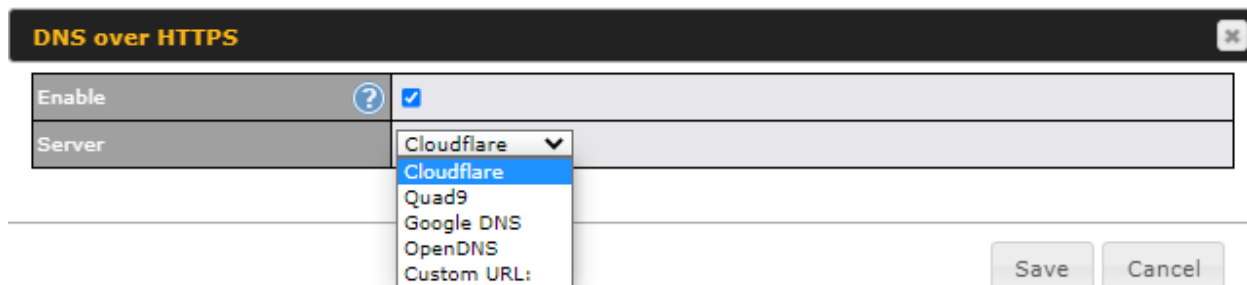 DNS over HTTPS
Enable ?
Server Cloudflare
Cloudflare
Quad9
Google DNS
OpenDNS
Custom URL:
Save Cancel